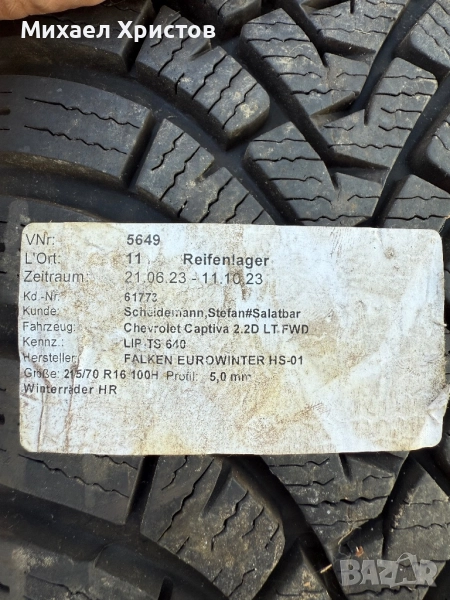 Михаел Христов
VNr: 5649
L'Ort: 11 Reifenlager
Zeitraum: 21.06.23 - 11.10.23
Kd.-Nr. 61773
Kunde: Scheidemann,Stefan#Salatbar
Fahrzeug: Chevrolet Captiva 2.2D LT FWD
Kennz.: LIP-TS 640
Hersteller: FALKEN EUROWINTER HS-01
Größe: 215/70 R16 100H Profil: 5,0 mm
Winterräder HR
BAZAR